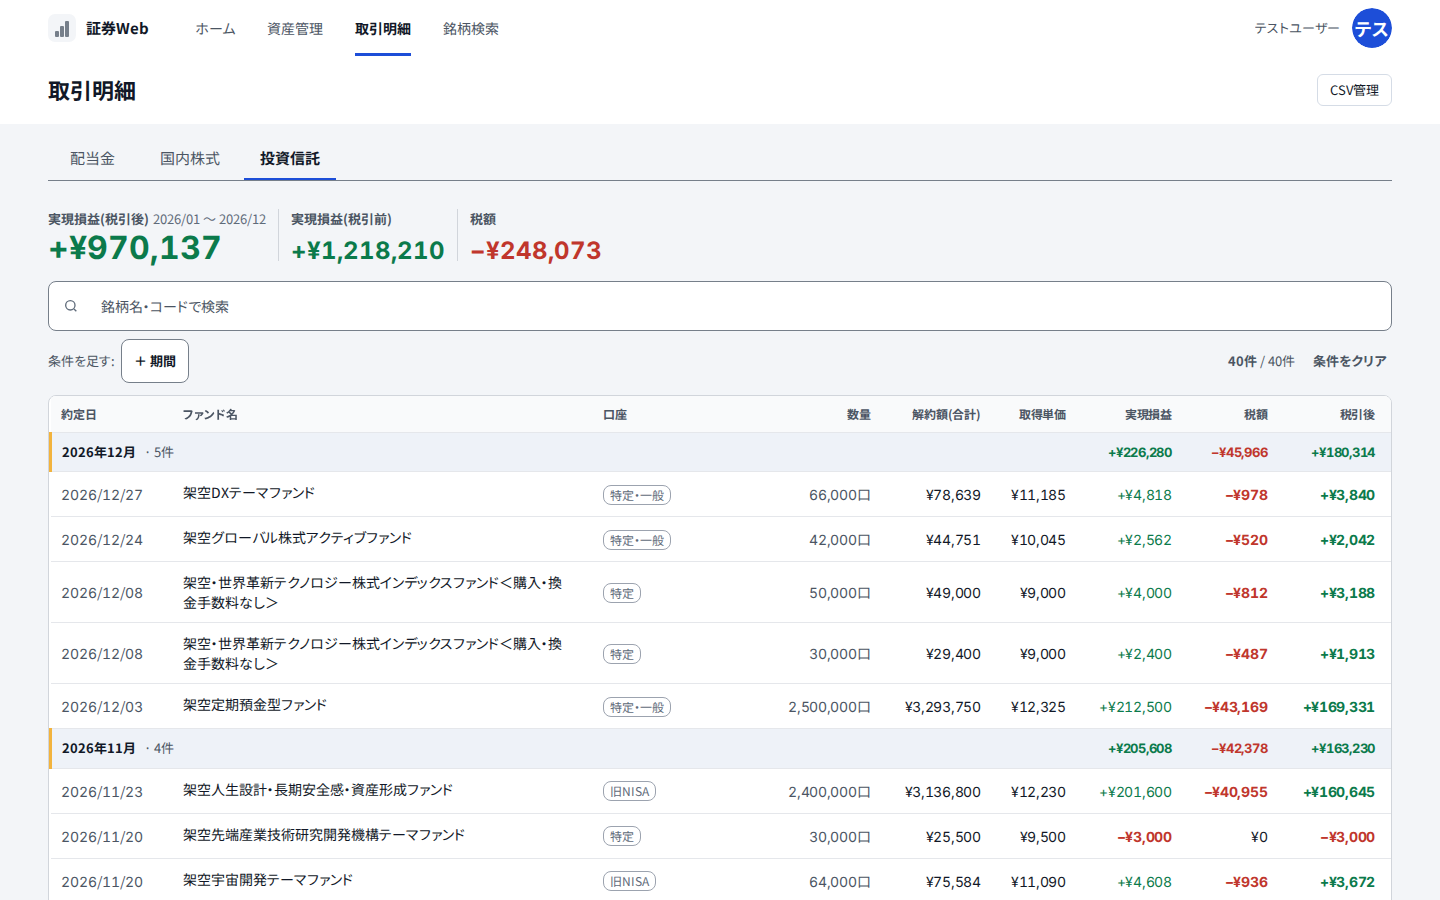 証券Web ホーム 資産管理 取引明細 銘柄検索 テストユーザー テス
取引明細 CSV管理
配当金 国内株式 投資信託
実現損益(税引後) 2026/01 〜 2026/12 実現損益(税引前) 税額
+¥970,137 +¥1,218,210 −¥248,073
銘柄名・コードで検索
条件を足す: ＋ 期間 40件 / 40件 条件をクリア
約定日 ファンド名 口座 数量 解約額(合計) 取得単価 実現損益 税額 税引後
2026年12月 · 5件 +¥226,280 −¥45,966 +¥180,314
2026/12/27 架空DXテーマファンド 特定・一般 66,000口 ¥78,639 ¥11,185 +¥4,818 −¥978 +¥3,840
2026/12/24 架空グローバル株式アクティブファンド 特定・一般 42,000口 ¥44,751 ¥10,045 +¥2,562 −¥520 +¥2,042
2026/12/08 架空・世界革新テクノロジー株式インデックスファンド＜購入・換
金手数料なし＞ 特定 50,000口 ¥49,000 ¥9,000 +¥4,000 −¥812 +¥3,188
2026/12/08 架空・世界革新テクノロジー株式インデックスファンド＜購入・換
金手数料なし＞ 特定 30,000口 ¥29,400 ¥9,000 +¥2,400 −¥487 +¥1,913
2026/12/03 架空定期預金型ファンド 特定・一般 2,500,000口 ¥3,293,750 ¥12,325 +¥212,500 −¥43,169 +¥169,331
2026年11月 · 4件 +¥205,608 −¥42,378 +¥163,230
2026/11/23 架空人生設計・長期安全感・資産形成ファンド 旧NISA 2,400,000口 ¥3,136,800 ¥12,230 +¥201,600 −¥40,955 +¥160,645
2026/11/20 架空先端産業技術研究開発機構テーマファンド 特定 30,000口 ¥25,500 ¥9,500 −¥3,000 ¥0 −¥3,000
2026/11/20 架空宇宙開発テーマファンド 旧NISA 64,000口 ¥75,584 ¥11,090 +¥4,608 −¥936 +¥3,672